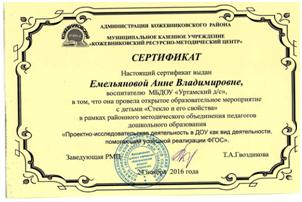 АДМИНИСТРАЦИЯ КОЖЕВНИКОВСКОГО РАЙОНА
МУНИЦИПАЛЬНОЕ КАЗЕННОЕ УЧРЕЖДЕНИЕ
«КОЖЕВНИКОВСКИЙ РЕСУРСНО-МЕТОДИЧЕСКИЙ ЦЕНТР»
СЕРТИФИКАТ
Настоящий сертификат выдан
Емельяновой Анне Владимировне,
воспитателю МБДОУ «Уртамский д/с»,
в том, что она провела открытое образовательное мероприятие
с детьми «Стекло и его свойства»
в рамках районного методического объединения педагогов
дошкольного образования
«Проектно-исследовательская деятельность в ДОУ как вид деятельности,
помогающий успешной реализации ФГОС».
Заведующая РМЦ
Т.А.Гвоздикова
ноября 2016 года